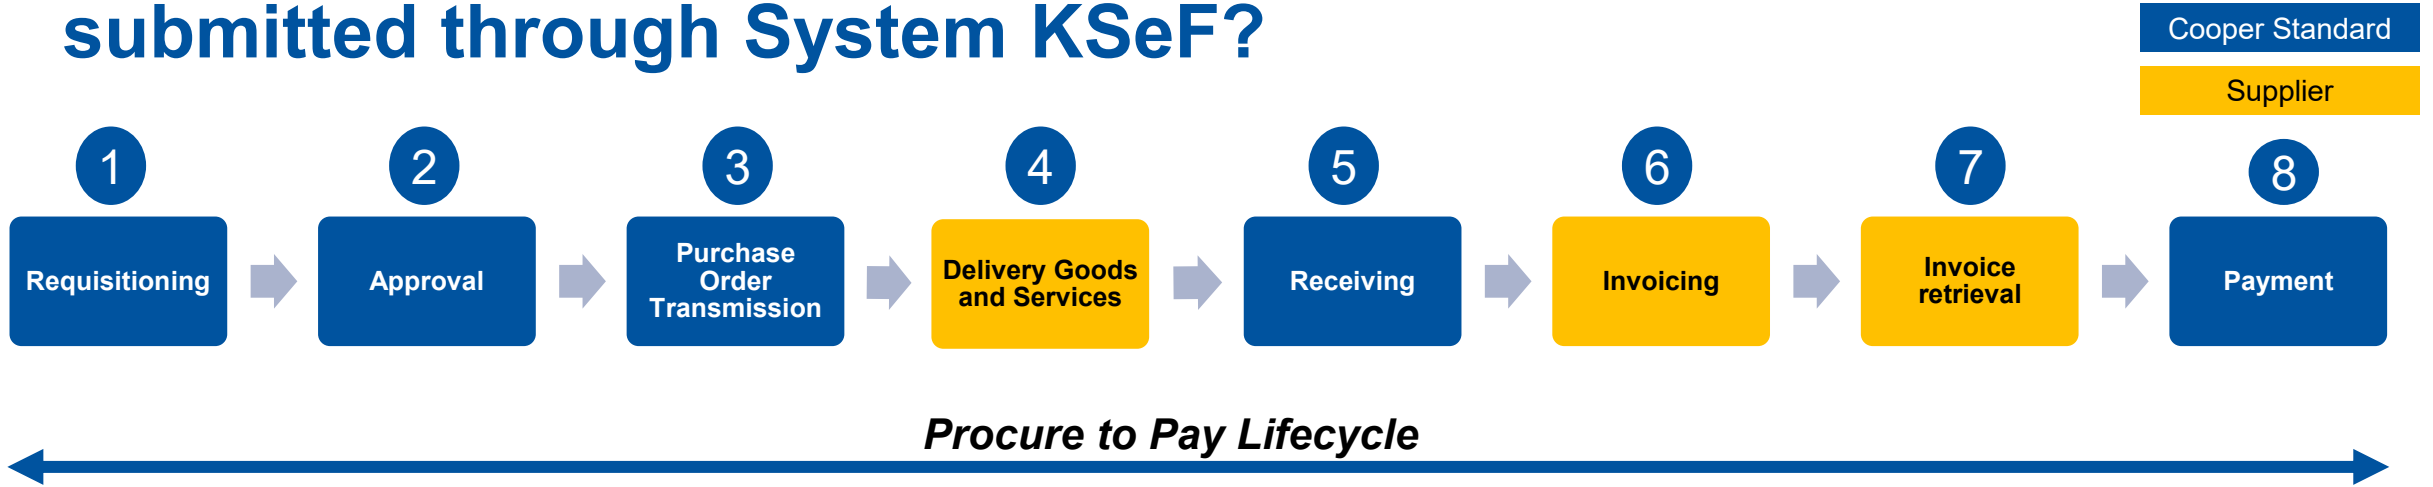 submitted through System KSeF?
Cooper Standard
Supplier
1
2
3
4
5
6
7
8
Requisitioning
Approval
Purchase
Order
Transmission
Delivery Goods
and Services
Receiving
Invoicing
Invoice
retrieval
Payment
Procure to Pay Lifecycle